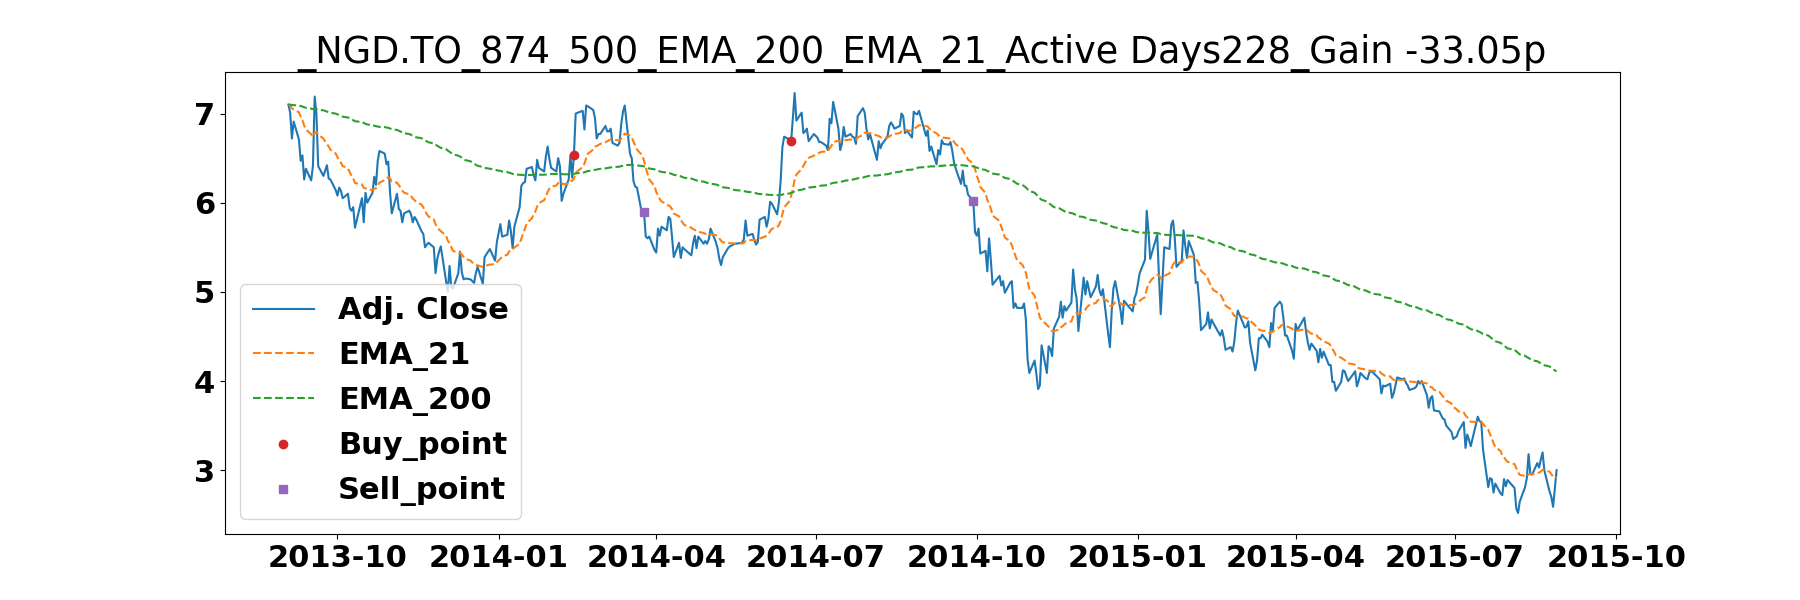 _NGD.TO_874_500_EMA_200_EMA_21_Active Days228_Gain -33.05p
7
6
5
4
3
Adj. Close
EMA_21
EMA_200
Buy_point
Sell_point
2013-10 2014-01 2014-04 2014-07 2014-10 2015-01 2015-04 2015-07 2015-10